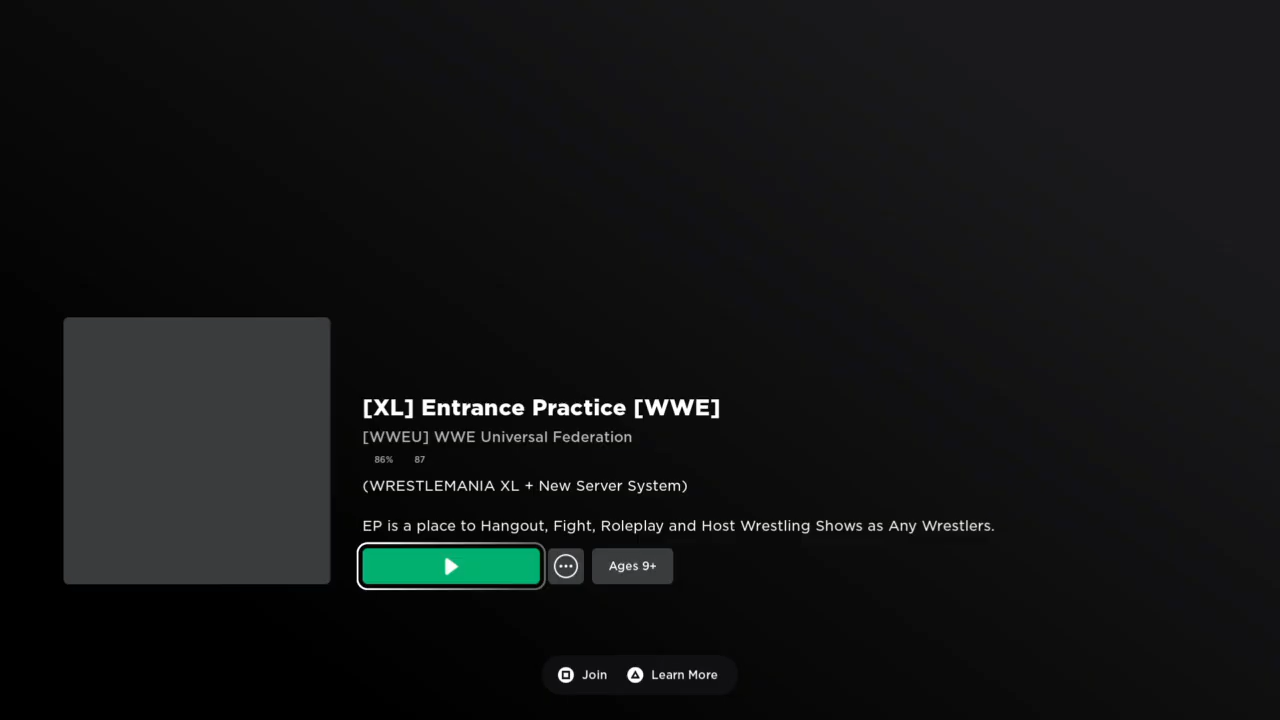 [XL] Entrance Practice [WWE]
[WWEU] WWE Universal Federation
86% 87
(WRESTLEMANIA XL + New Server System)
EP is a place to Hangout, Fight, Roleplay and Host Wrestling Shows as Any Wrestlers.
Ages 9+
Join Learn More